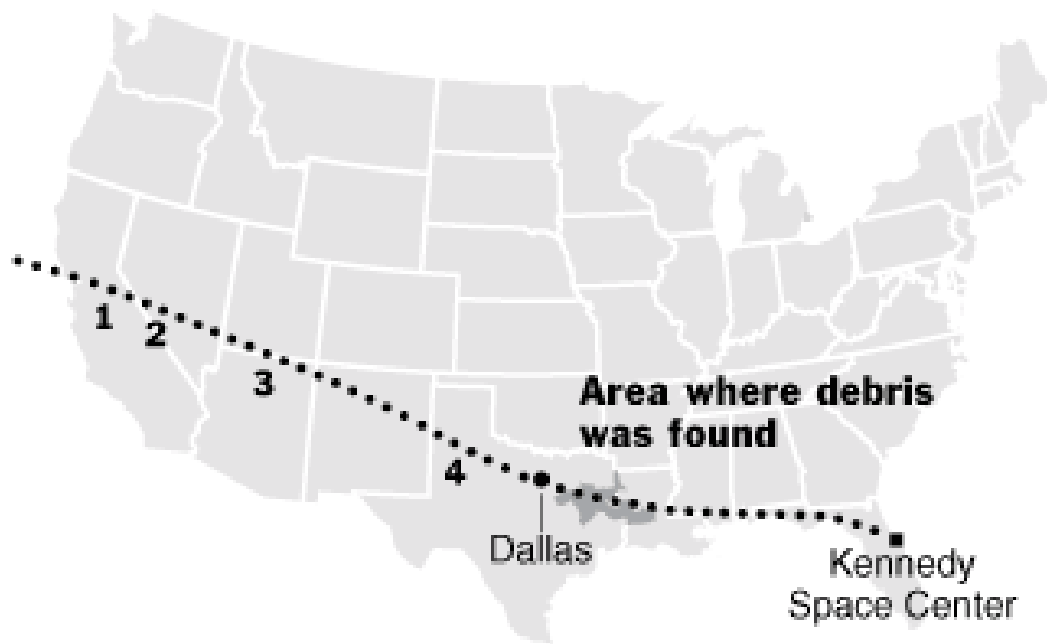 1
2
3
Area where debris
was found
4
Dallas
Kennedy
Space Center